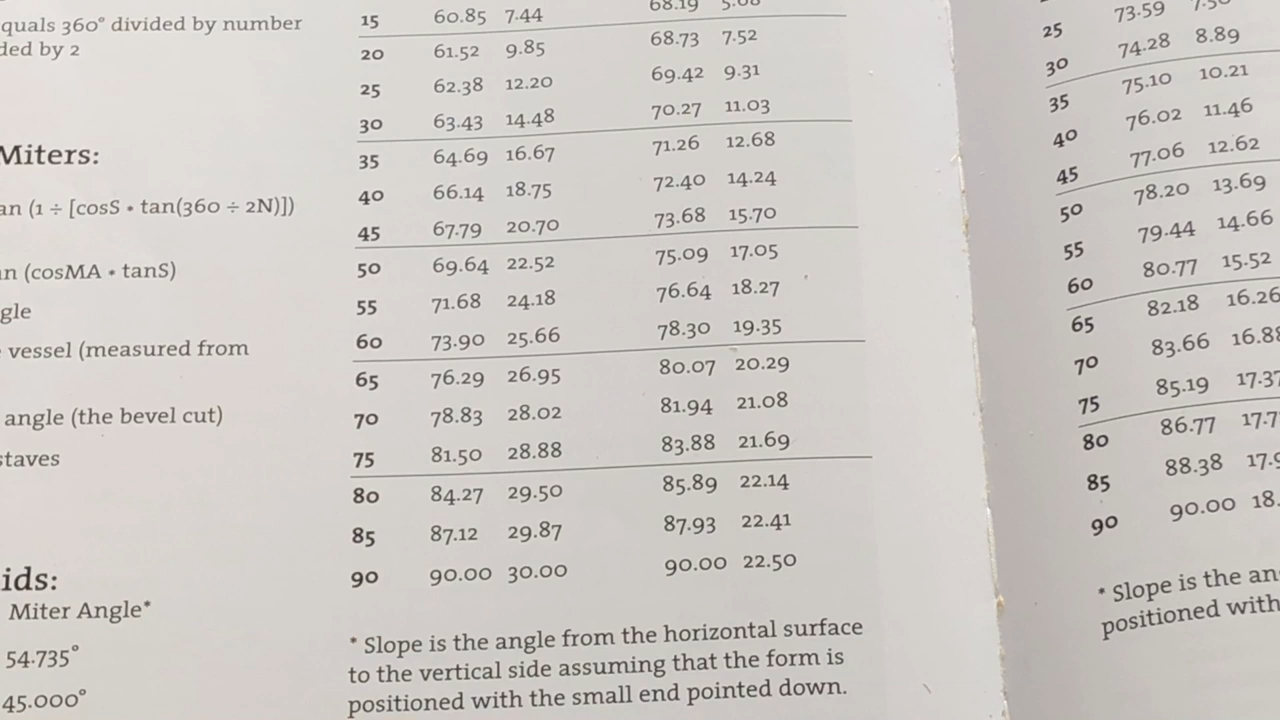 quals 360° divided by number
ded by 2
Miters:
an (1 ÷ [cosS • tan(360 ÷ 2N)])
n (cosMA • tanS)
gle
vessel (measured from
angle (the bevel cut)
staves
ids:
Miter Angle*
54.735°
45.000°
15 60.85 7.44 68.19
20 61.52 9.85 68.73 7.52
25 62.38 12.20 69.42 9.31
30 63.43 14.48 70.27 11.03
35 64.69 16.67 71.26 12.68
40 66.14 18.75 72.40 14.24
45 67.79 20.70 73.68 15.70
50 69.64 22.52 75.09 17.05
55 71.68 24.18 76.64 18.27
60 73.90 25.66 78.30 19.35
65 76.29 26.95 80.07 20.29
70 78.83 28.02 81.94 21.08
75 81.50 28.88 83.88 21.69
80 84.27 29.50 85.89 22.14
85 87.12 29.87 87.93 22.41
90 90.00 30.00 90.00 22.50
* Slope is the angle from the horizontal surface
to the vertical side assuming that the form is
positioned with the small end pointed down.
25 73.59
30 74.28 8.89
35 75.10 10.21
40 76.02 11.46
45 77.06 12.62
50 78.20 13.69
55 79.44 14.66
60 80.77 15.52
65 82.18 16.26
70 83.66 16.88
75 85.19 17.37
80 86.77 17.7
85 88.38 17.9
90 90.00 18.
* Slope is the an
positioned with